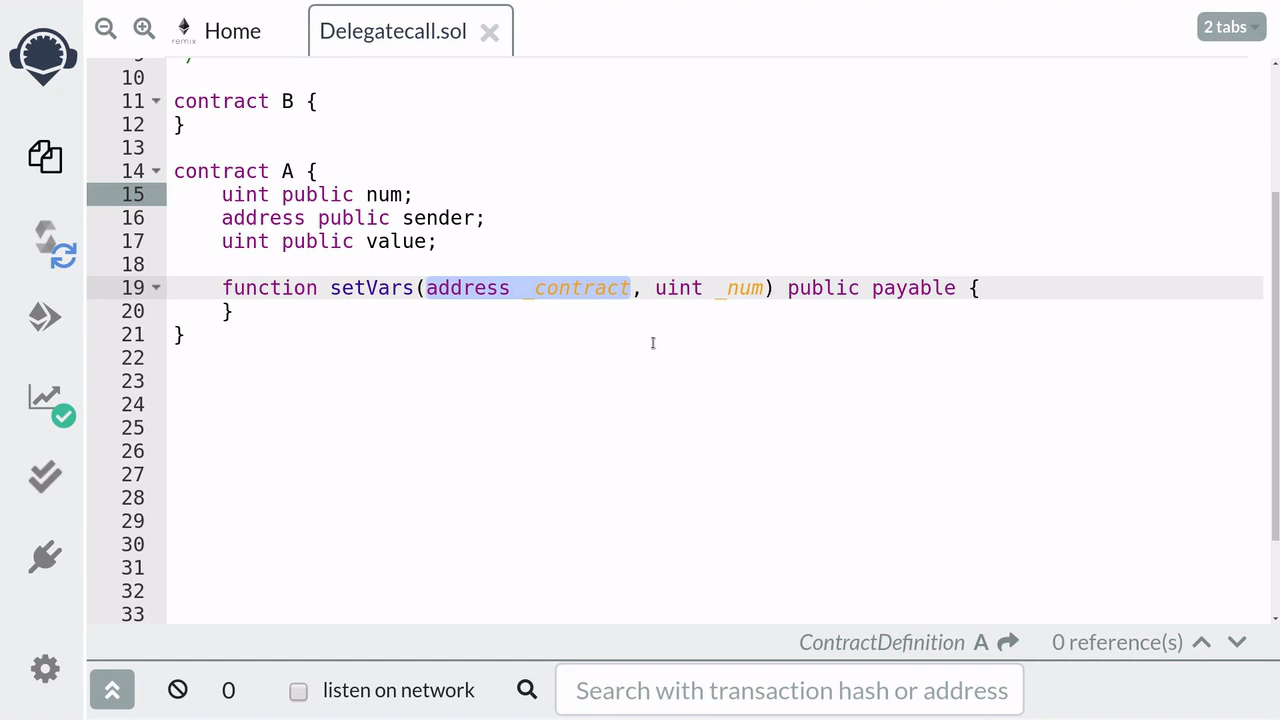 remix
Home
Delegatecall.sol
2 tabs
10
11 contract B {
12 }
13
14 contract A {
15 uint public num;
16 address public sender;
17 uint public value;
18
19 function setVars(address _contract, uint _num) public payable {
20 }
21 }
22
23
24
25
26
27
28
29
30
31
32
33
ContractDefinition A 0 reference(s)
0 listen on network Search with transaction hash or address